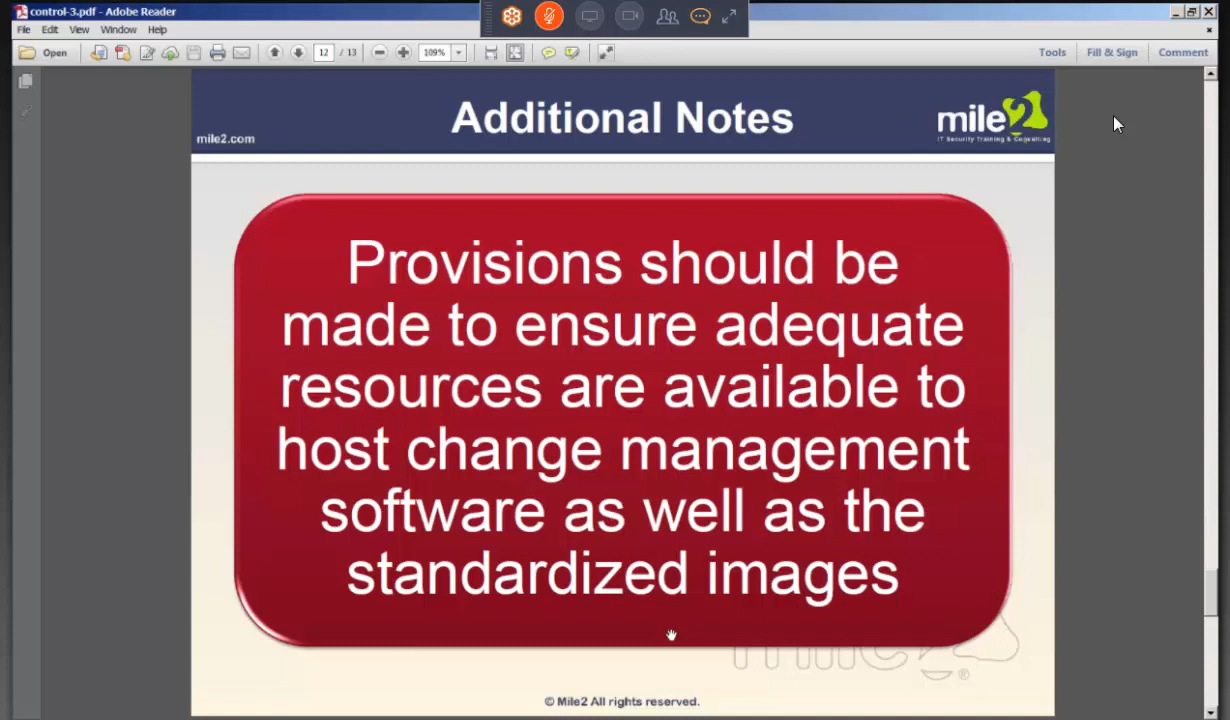 control-3.pdf - Adobe Reader
File Edit View Window Help
Open 12 / 13 109% Tools Fill & Sign Comment
Additional Notes
mile2.com
mile2
IT Security Training & Consulting
Provisions should be
made to ensure adequate
resources are available to
host change management
software as well as the
standardized images
mile2 ®
© Mile2 All rights reserved.